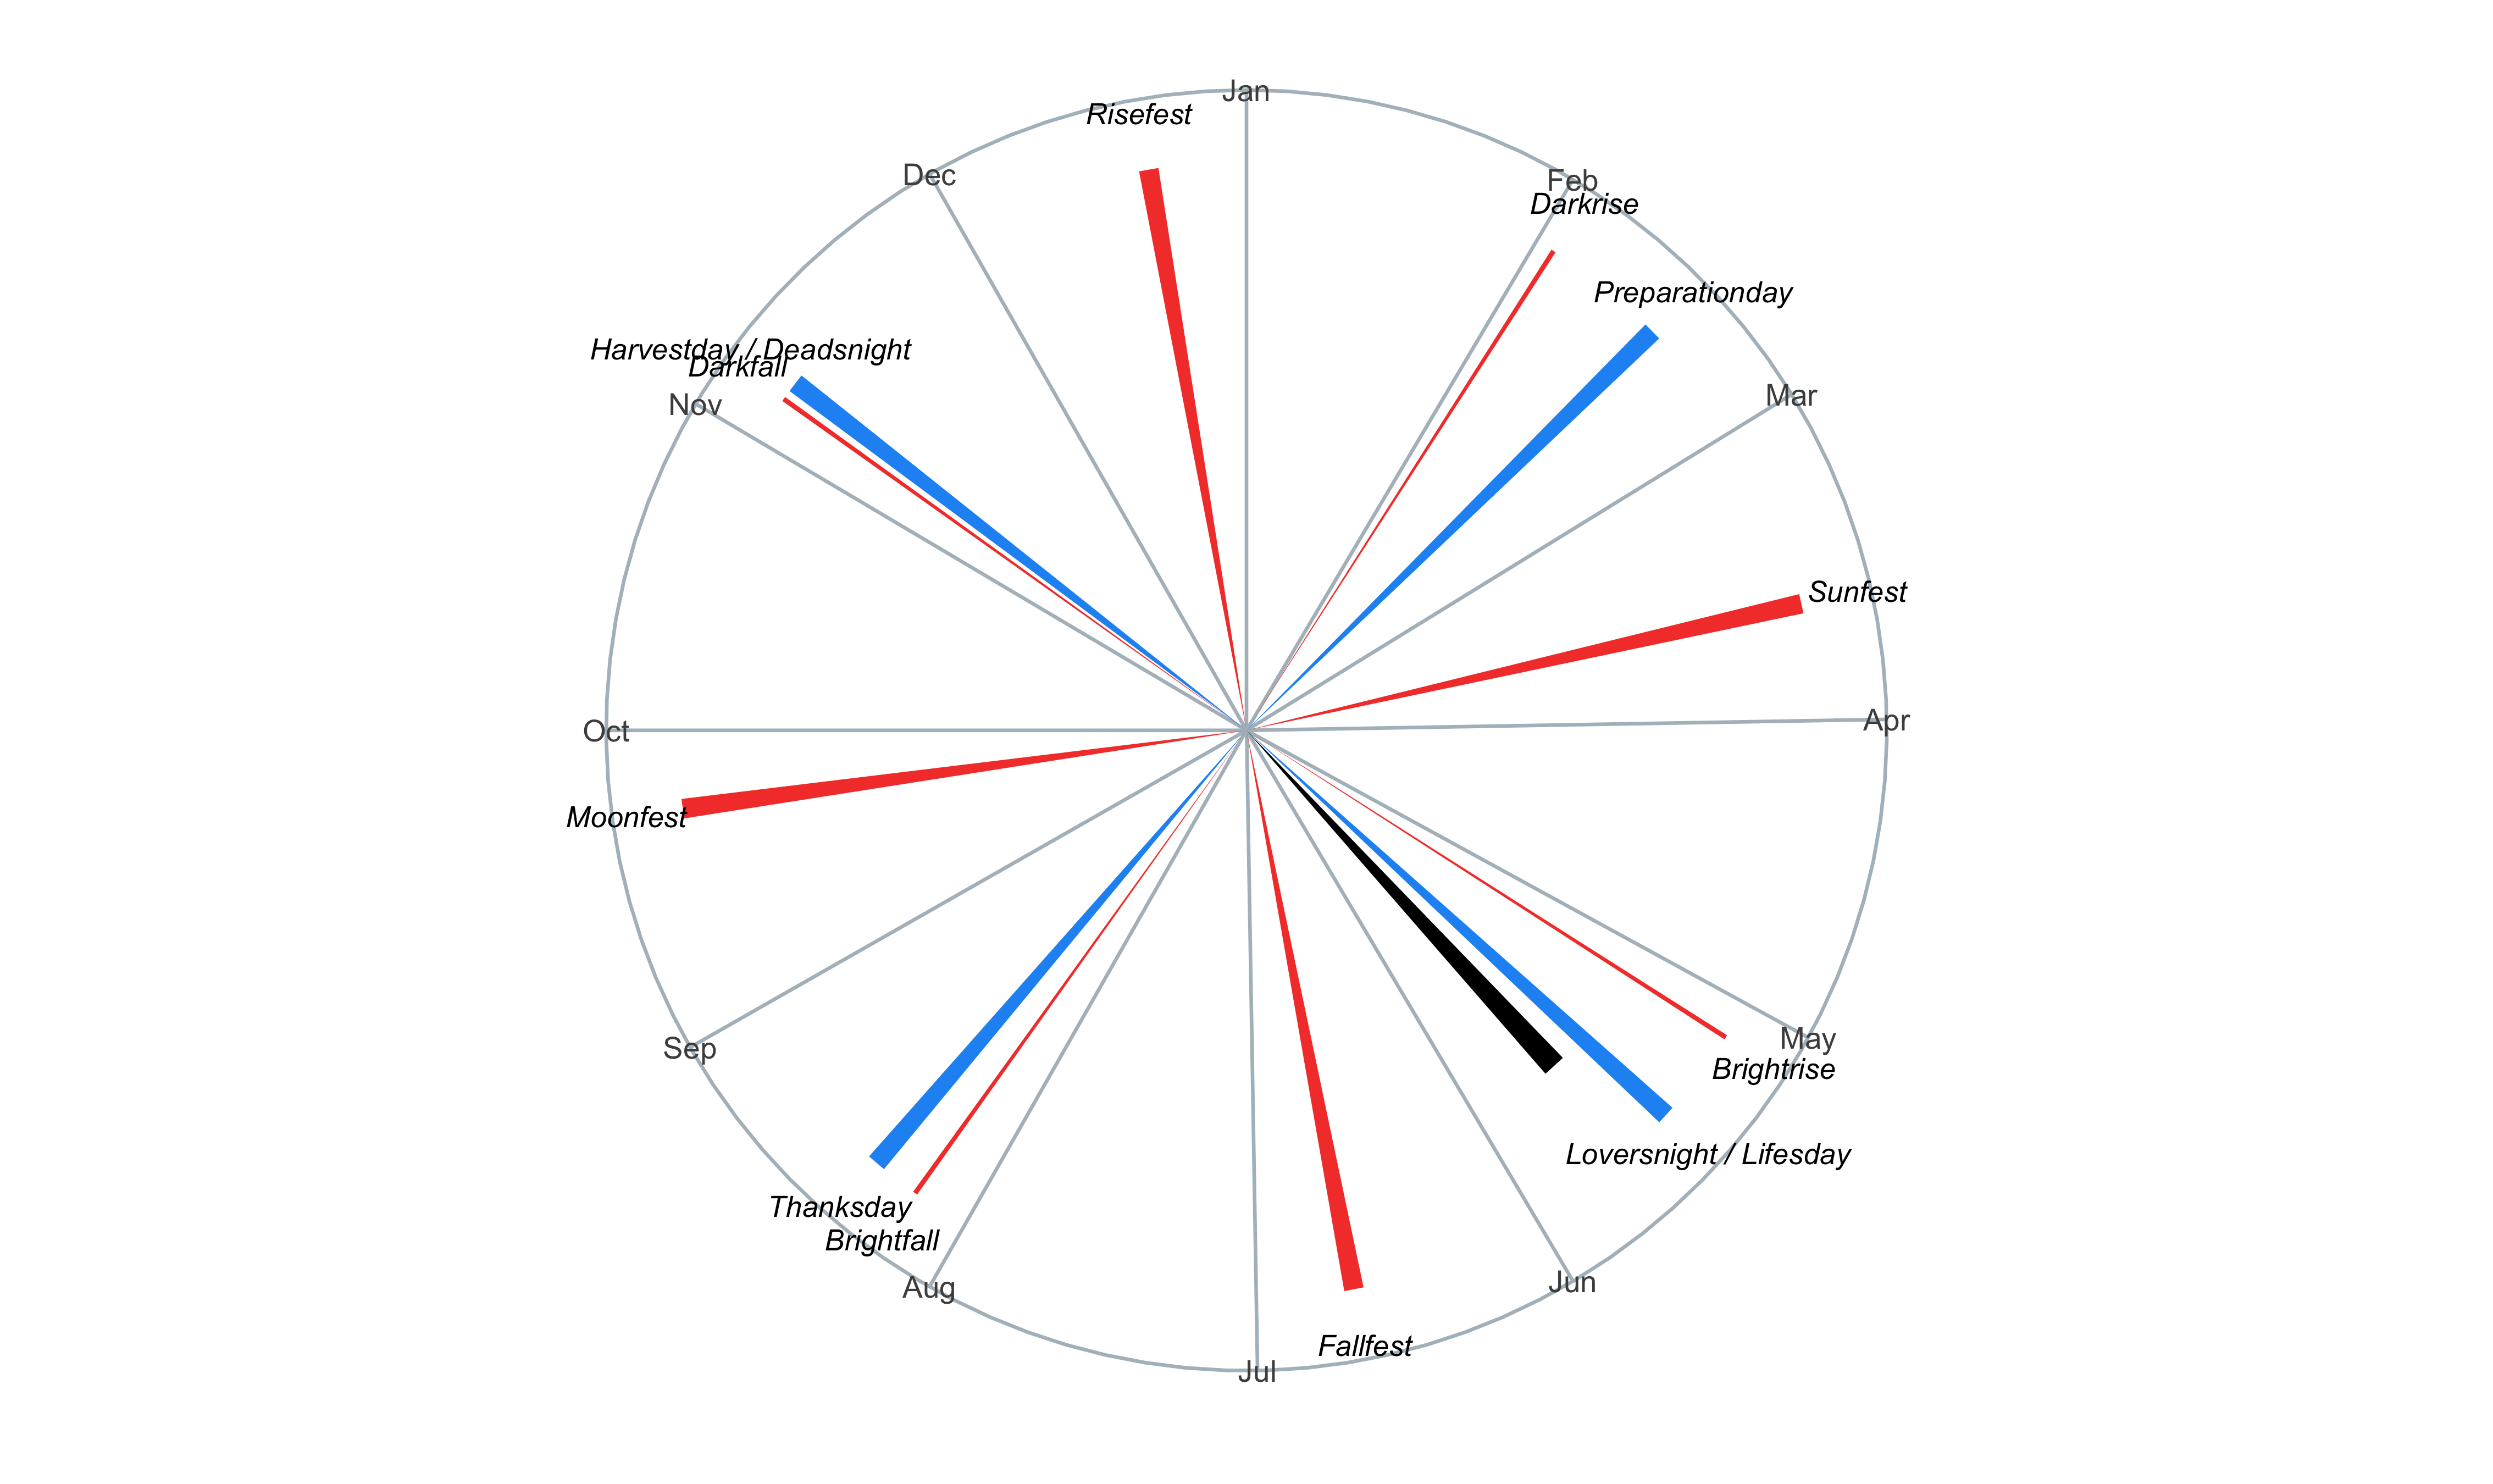 Jan
Risefest
Dec
Feb
Darkrise
Preparationday
Harvestday / Deadsnight
Darkfall
Nov
Mar
Sunfest
Apr
Oct
Moonfest
May
Brightrise
Sep
Loversnight / Lifesday
Thanksday
Brightfall
Aug
Jun
Fallfest
Jul